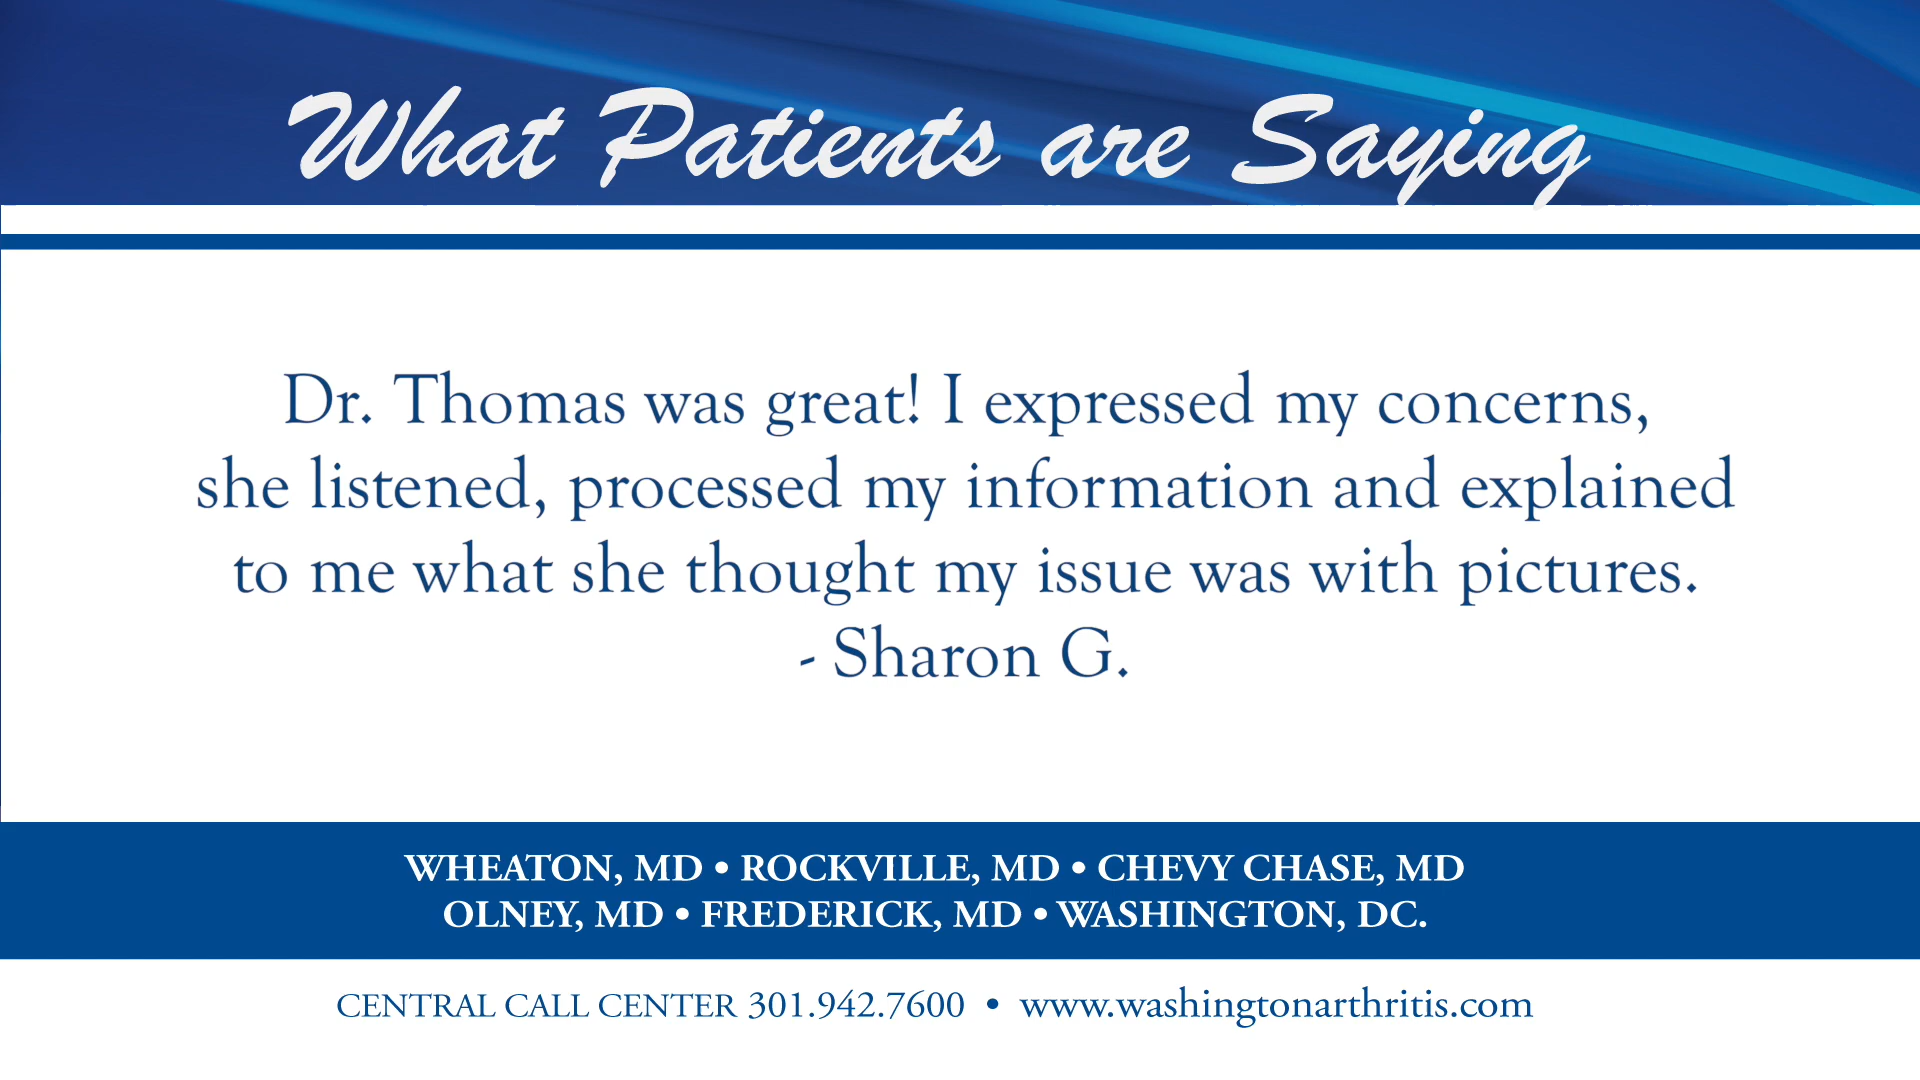 What Patients are Saying
Dr. Thomas was great! I expressed my concerns,
she listened, processed my information and explained
to me what she thought my issue was with pictures.
- Sharon G.
WHEATON, MD • ROCKVILLE, MD • CHEVY CHASE, MD
OLNEY, MD • FREDERICK, MD • WASHINGTON, DC.
CENTRAL CALL CENTER 301.942.7600 • www.washingtonarthritis.com